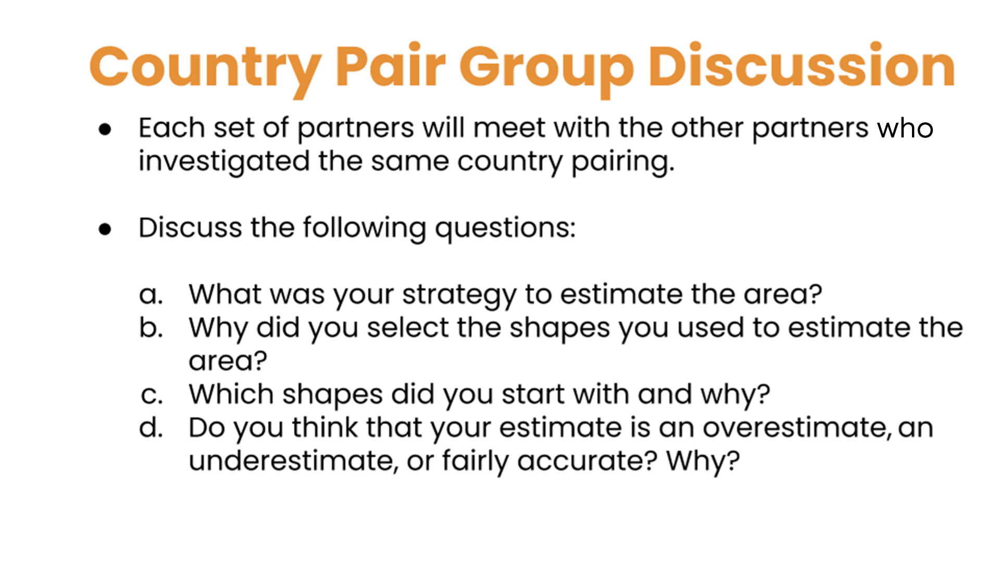 Country Pair Group Discussion
● Each set of partners will meet with the other partners who
investigated the same country pairing.
● Discuss the following questions:
a. What was your strategy to estimate the area?
b. Why did you select the shapes you used to estimate the
area?
c. Which shapes did you start with and why?
d. Do you think that your estimate is an overestimate, an
underestimate, or fairly accurate? Why?